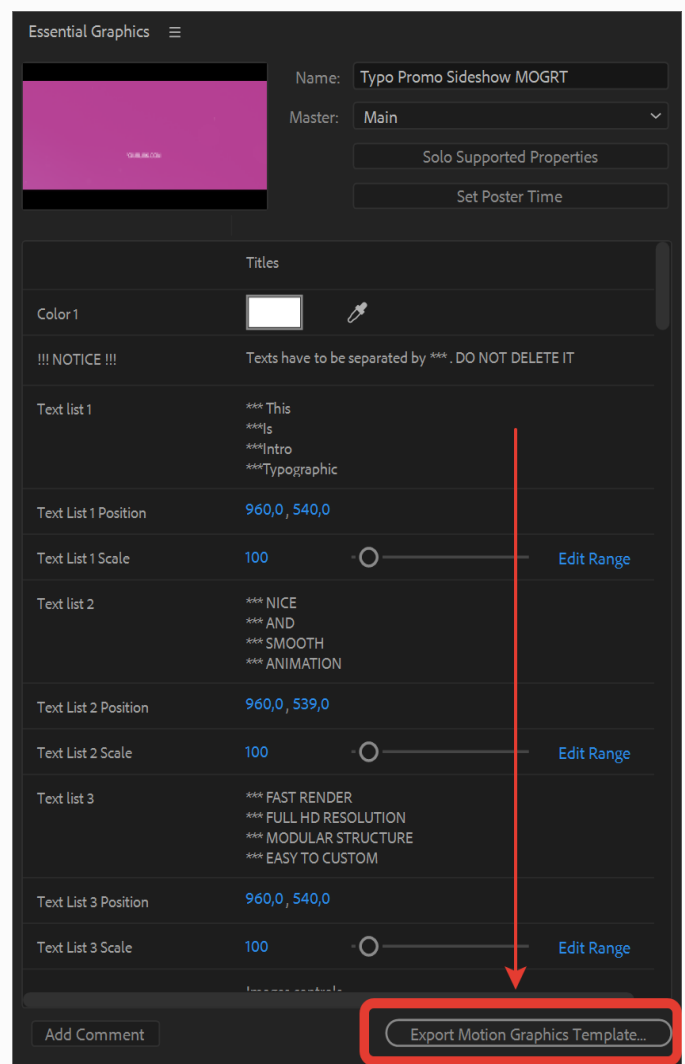 Essential Graphics
Name: Typo Promo Sideshow MOGRT
Master: Main
Solo Supported Properties
Set Poster Time
Titles
Color 1
!!! NOTICE !!! Texts have to be separated by *** . DO NOT DELETE IT
Text list 1 *** This
***Is
***Intro
***Typographic
Text List 1 Position 960,0 , 540,0
Text List 1 Scale 100 Edit Range
Text list 2 *** NICE
*** AND
*** SMOOTH
*** ANIMATION
Text List 2 Position 960,0 , 539,0
Text List 2 Scale 100 Edit Range
Text list 3 *** FAST RENDER
*** FULL HD RESOLUTION
*** MODULAR STRUCTURE
*** EASY TO CUSTOM
Text List 3 Position 960,0 , 540,0
Text List 3 Scale 100 Edit Range
Images controls
Add Comment Export Motion Graphics Template...